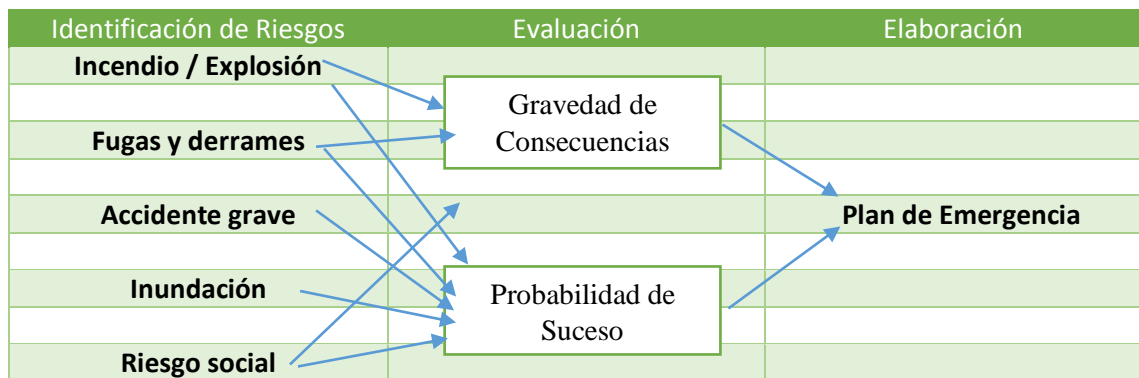 Identificación de Riesgos
Evaluación
Elaboración
Incendio / Explosión
Gravedad de
Consecuencias
Fugas y derrames
Accidente grave
Plan de Emergencia
Inundación
Probabilidad de
Suceso
Riesgo social